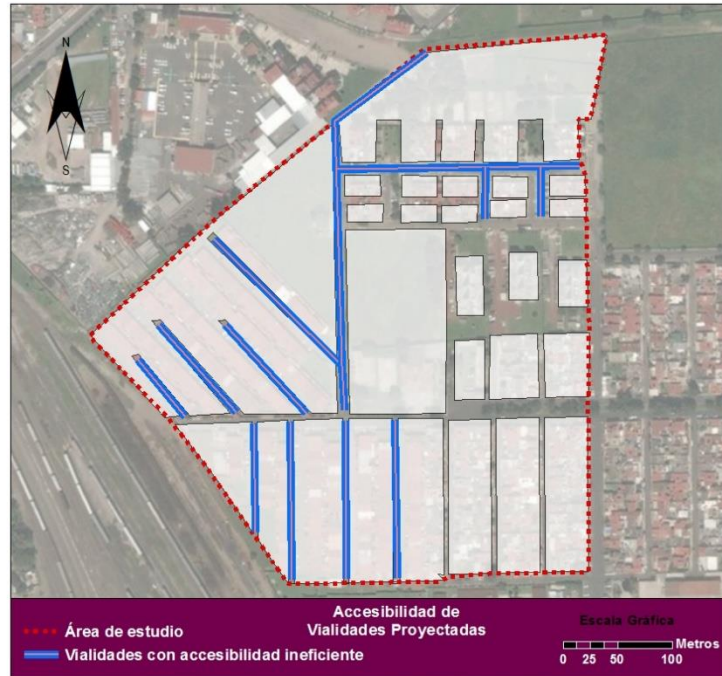 N
S
Accesibilidad de
Vialidades Proyectadas
Área de estudio
Vialidades con accesibilidad ineficiente
Escala Gráfica
Metros
0 25 50 100